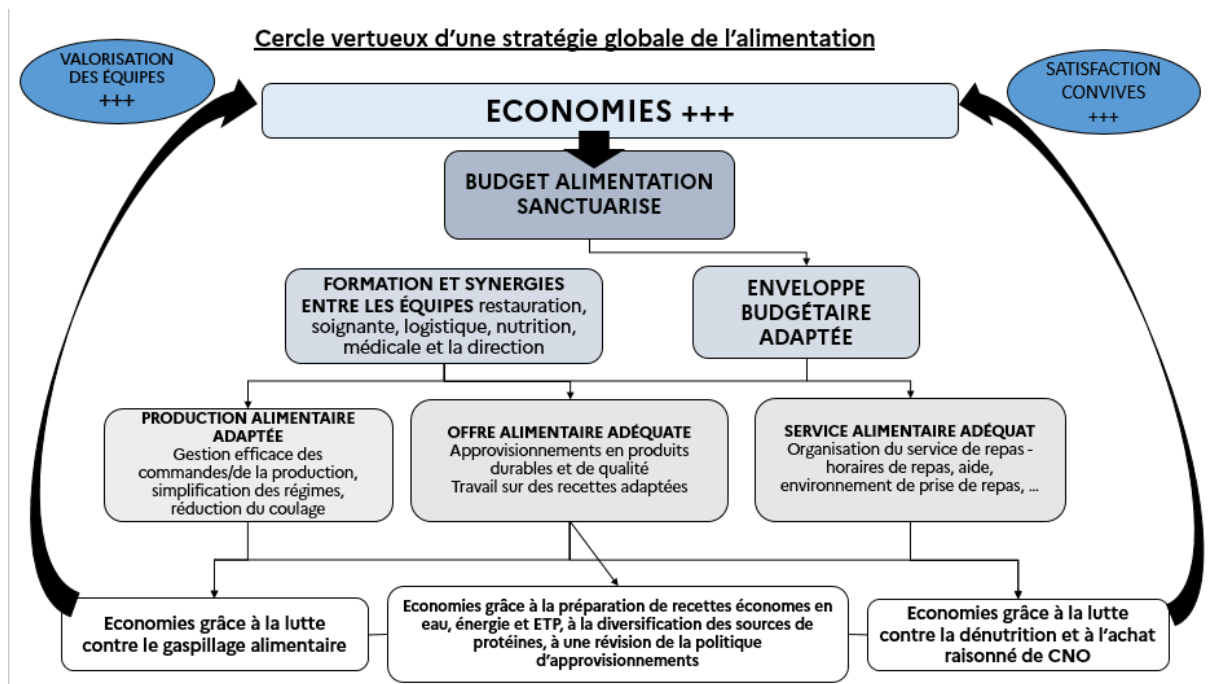 Cercle vertueux d'une stratégie globale de l'alimentation
VALORISATION
DES ÉQUIPES
+++
SATISFACTION
CONVIVES
+++
ECONOMIES +++
BUDGET ALIMENTATION
SANCTUARISE
FORMATION ET SYNERGIES
ENTRE LES ÉQUIPES restauration,
soignante, logistique, nutrition,
médicale et la direction
ENVELOPPE
BUDGÉTAIRE
ADAPTÉE
PRODUCTION ALIMENTAIRE
ADAPTÉE
Gestion efficace des
commandes/de la production,
simplification des régimes,
réduction du coulage
OFFRE ALIMENTAIRE ADÉQUATE
Approvisionnements en produits
durables et de qualité
Travail sur des recettes adaptées
SERVICE ALIMENTAIRE ADÉQUAT
Organisation du service de repas -
horaires de repas, aide,
environnement de prise de repas, ...
Economies grâce à la lutte
contre le gaspillage alimentaire
Economies grâce à la préparation de recettes économes en
eau, énergie et ETP, à la diversification des sources de
protéines, à une révision de la politique
d'approvisionnements
Economies grâce à la lutte
contre la dénutrition et à l'achat
raisonné de CNO